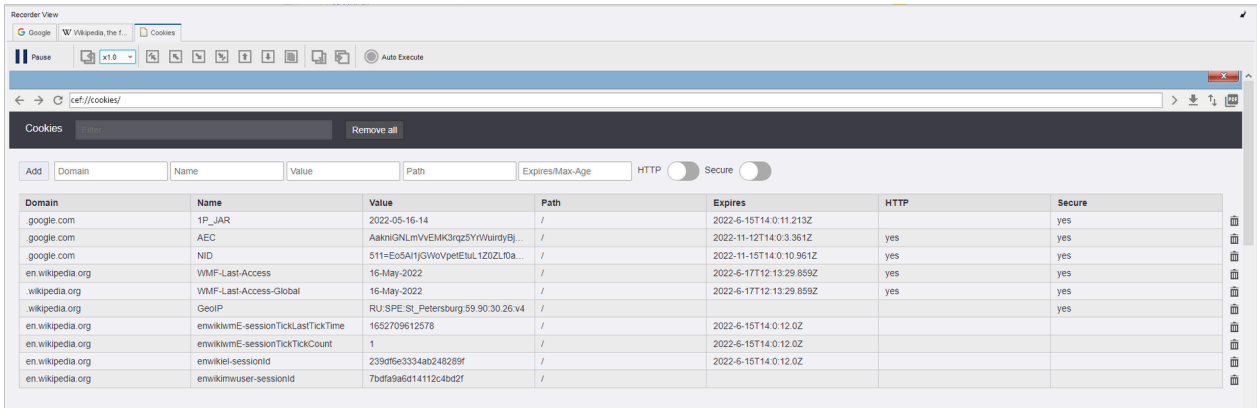 Recorder View
Google Wikipedia, the f... Cookies
Pause x1.0 Auto Execute
cef://cookies/ PDF
Cookies Filter Remove all
Add Domain Name Value Path Expires/Max-Age HTTP Secure
Domain Name Value Path Expires HTTP Secure
.google.com 1P_JAR 2022-05-16-14 / 2022-6-15T14:0:11.213Z yes
.google.com AEC AakniGNLmVvEMK3rqz5YrWuirdyBj... / 2022-11-12T14:0:3.361Z yes yes
.google.com NID 511=Eo5Al1jGWoVpetEtuL1Z0ZLf0a... / 2022-11-15T14:0:10.961Z yes yes
en.wikipedia.org WMF-Last-Access 16-May-2022 / 2022-6-17T12:13:29.859Z yes yes
.wikipedia.org WMF-Last-Access-Global 16-May-2022 / 2022-6-17T12:13:29.859Z yes yes
.wikipedia.org GeoIP RU:SPE:St_Petersburg:59.90:30.26:v4 / yes
en.wikipedia.org enwikiwmE-sessionTickLastTickTime 1652709612578 / 2022-6-15T14:0:12.0Z
en.wikipedia.org enwikiwmE-sessionTickTickCount 1 / 2022-6-15T14:0:12.0Z
en.wikipedia.org enwikiel-sessionId 239df6e3334ab248289f / 2022-6-15T14:0:12.0Z
en.wikipedia.org enwikimwuser-sessionId 7bdfa9a6d14112c4bd2f /